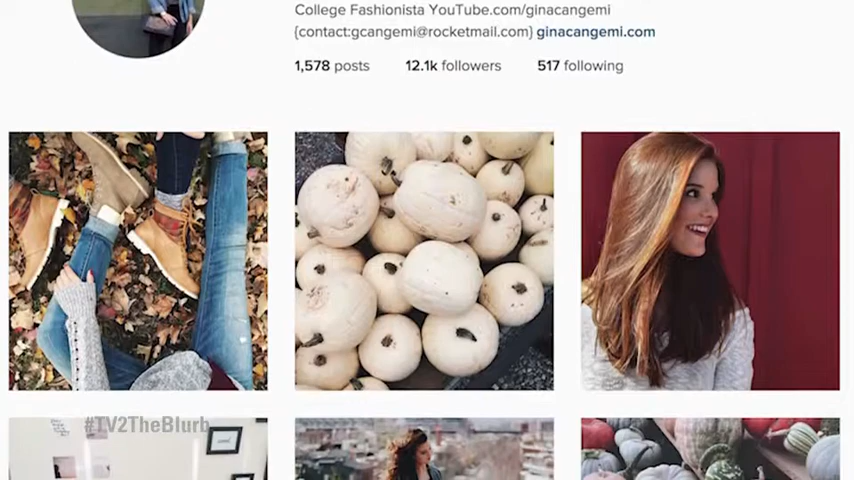 College Fashionista YouTube.com/ginacangemi
{contact:gcangemi@rocketmail.com} ginacangemi.com
1,578 posts 12.1k followers 517 following
#TV2TheBlurb